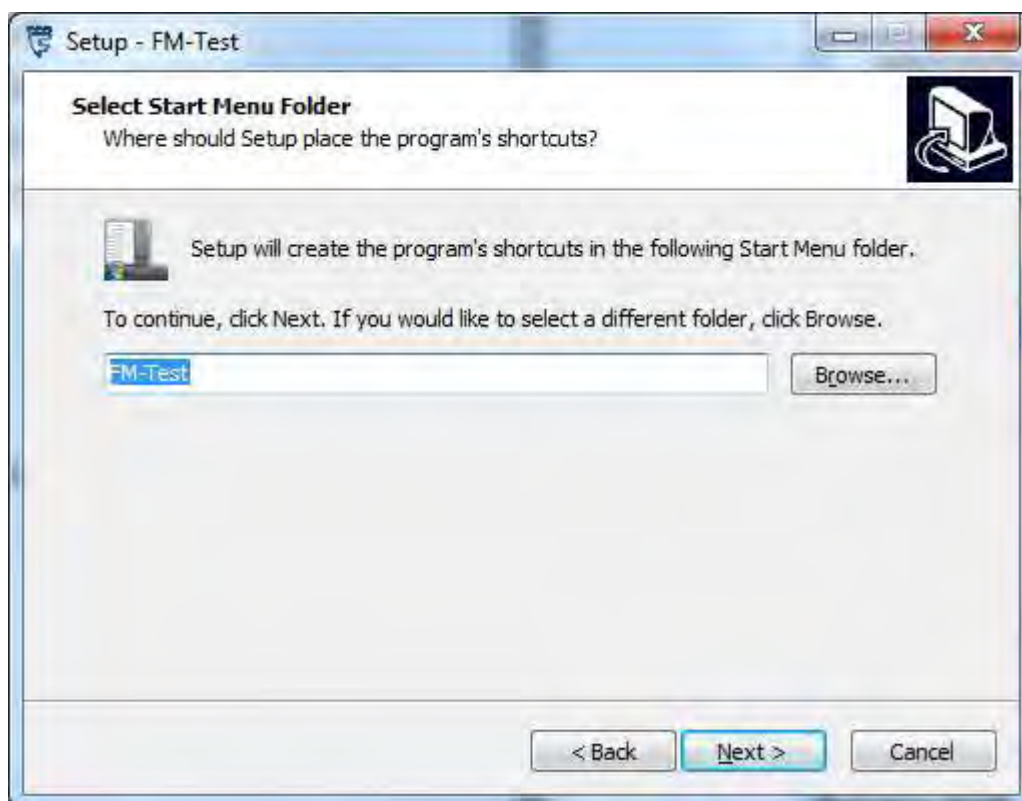 Setup - FM-Test
Select Start Menu Folder
Where should Setup place the program's shortcuts?
Setup will create the program's shortcuts in the following Start Menu folder.
To continue, click Next. If you would like to select a different folder, click Browse.
FM-Test
Browse...
< Back
Next >
Cancel